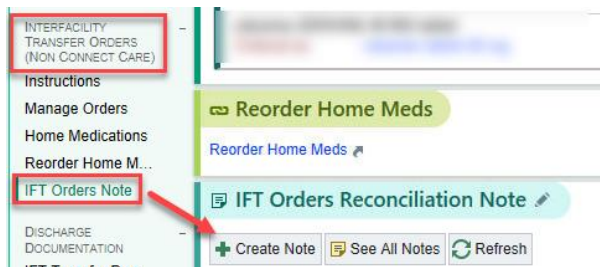 INTERFACILITY
TRANSFER ORDERS
(NON CONNECT CARE)
Instructions
Manage Orders
Home Medications
Reorder Home M...
IFT Orders Note
DISCHARGE
DOCUMENTATION
Reorder Home Meds
Reorder Home Meds
IFT Orders Reconciliation Note
Create Note See All Notes Refresh